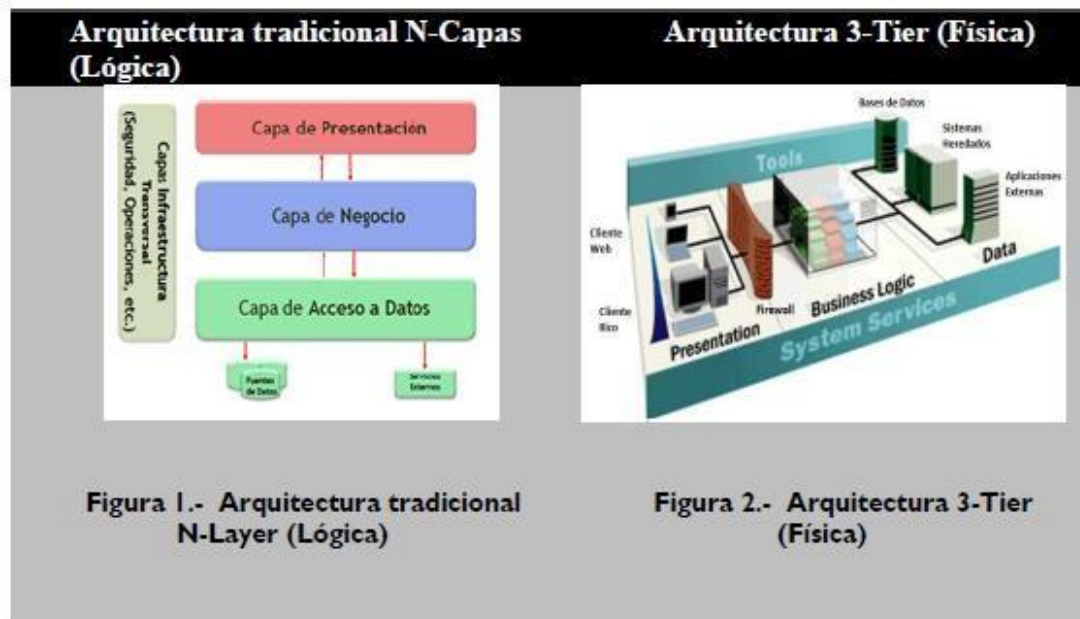 Arquitectura tradicional N-Capas
(Lógica)
Arquitectura 3-Tier (Física)
Capas Infraestructura
Transversal
(Seguridad, Operaciones, etc.)
Capa de Presentación
Capa de Negocio
Capa de Acceso a Datos
Fuentes
de Datos
Servicios
Externos
Bases de Datos
Sistemas
Heredados
Aplicaciones
Externas
Tools
Cliente
Web
Cliente
Rico
Firewall
Presentation
Business Logic
Data
System Services
Figura 1.- Arquitectura tradicional
N-Layer (Lógica)
Figura 2.- Arquitectura 3-Tier
(Física)